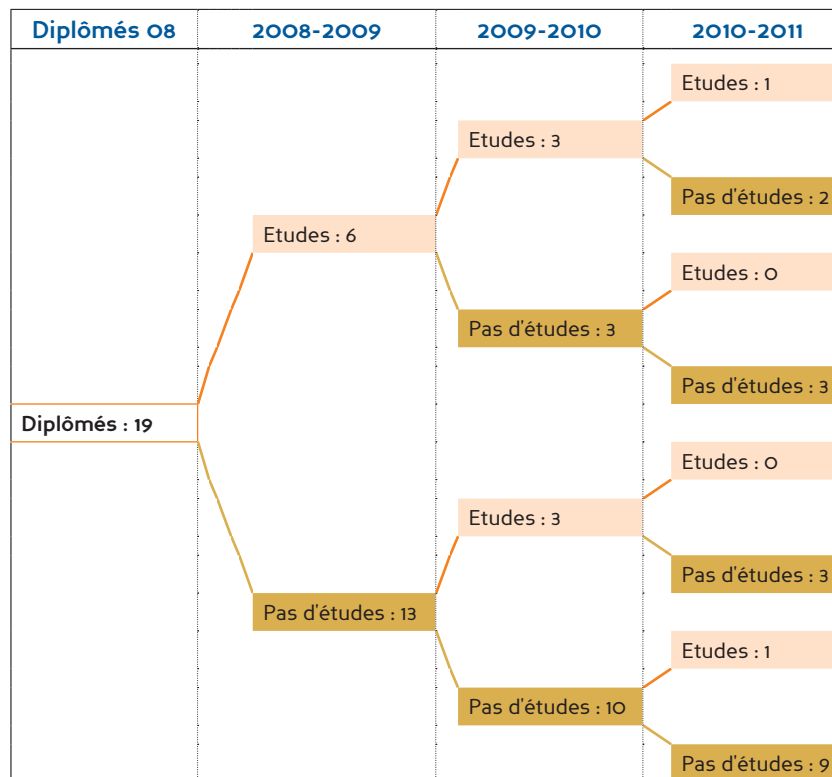 Diplômés 08 2008-2009 2009-2010 2010-2011
Etudes : 1
Etudes : 3
Pas d'études : 2
Etudes : 6
Etudes : 0
Pas d'études : 3
Pas d'études : 3
Diplômés : 19
Etudes : 0
Etudes : 3
Pas d'études : 3
Pas d'études : 13
Etudes : 1
Pas d'études : 10
Pas d'études : 9